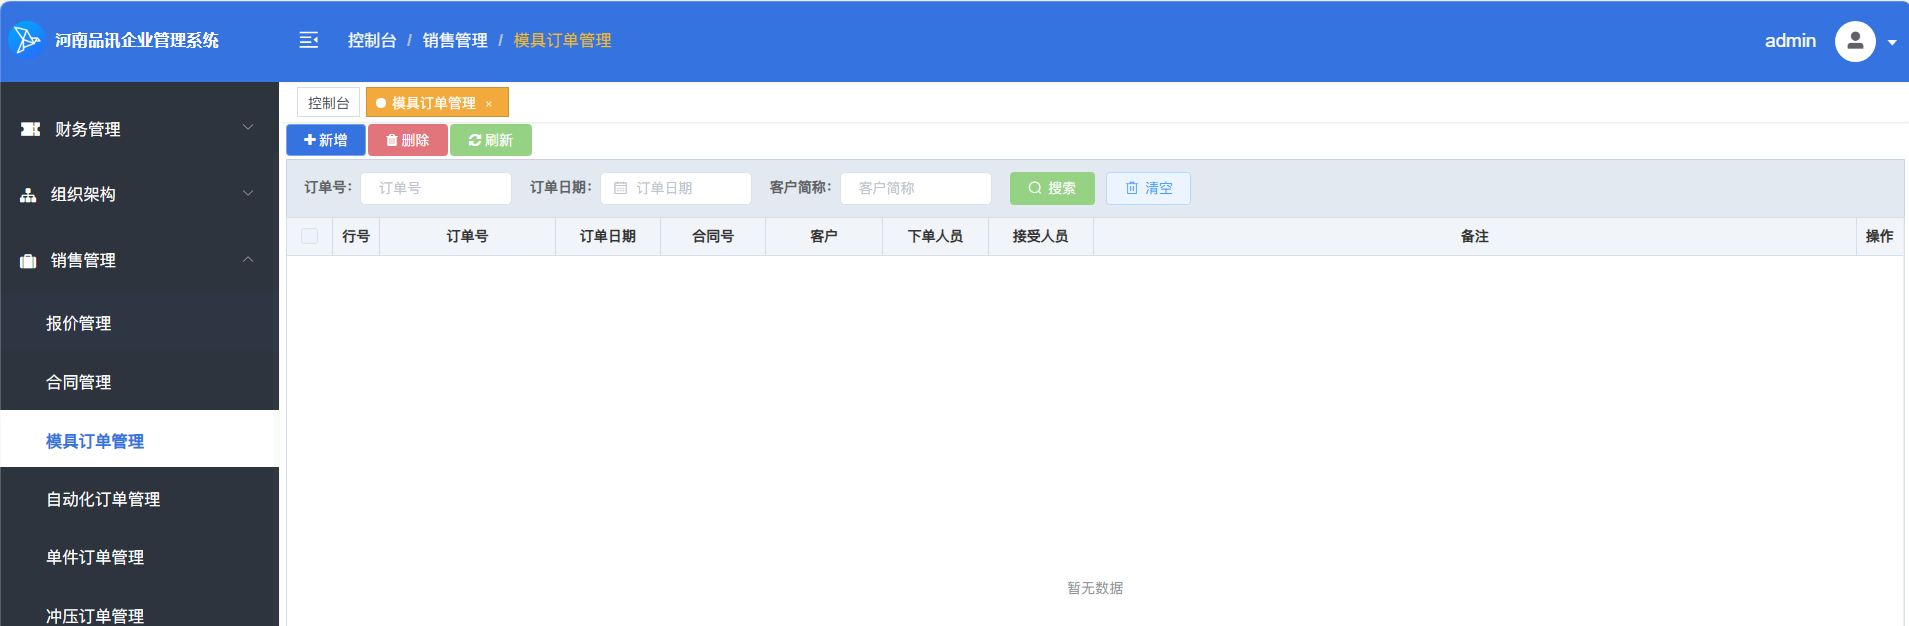 河南品讯企业管理系统
控制台 / 销售管理 / 模具订单管理
admin
财务管理
组织架构
销售管理
报价管理
合同管理
模具订单管理
自动化订单管理
单件订单管理
冲压订单管理
控制台 模具订单管理 ×
新增 删除 刷新
订单号: 订单号 订单日期: 订单日期 客户简称: 客户简称 搜索 清空
行号 订单号 订单日期 合同号 客户 下单人员 接受人员 备注 操作
暂无数据